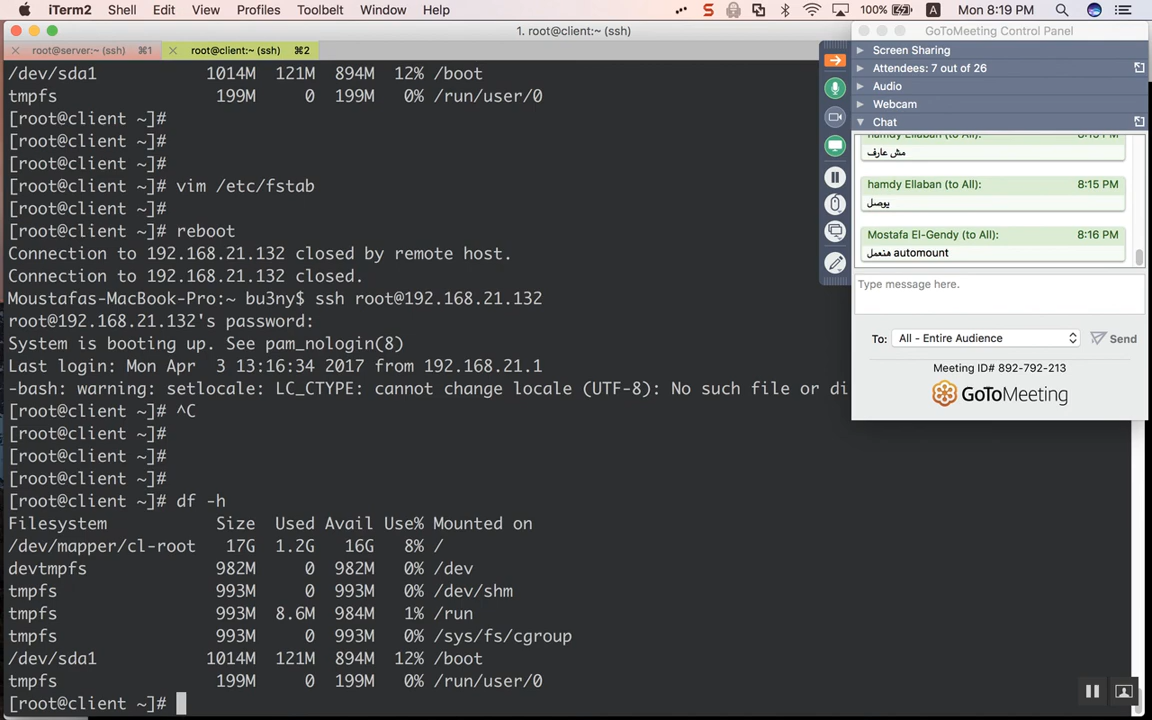 iTerm2 Shell Edit View Profiles Toolbelt Window Help 100% A Mon 8:19 PM
1. root@client:~ (ssh)
root@server:~ (ssh) ⌘1
root@client:~ (ssh) ⌘2
/dev/sda1 1014M 121M 894M 12% /boot
tmpfs 199M 0 199M 0% /run/user/0
[root@client ~]#
[root@client ~]#
[root@client ~]#
[root@client ~]# vim /etc/fstab
[root@client ~]#
[root@client ~]# reboot
Connection to 192.168.21.132 closed by remote host.
Connection to 192.168.21.132 closed.
Moustafas-MacBook-Pro:~ bu3ny$ ssh root@192.168.21.132
root@192.168.21.132's password:
System is booting up. See pam_nologin(8)
Last login: Mon Apr  3 13:16:34 2017 from 192.168.21.1
-bash: warning: setlocale: LC_CTYPE: cannot change locale (UTF-8): No such file or di
[root@client ~]# ^C
[root@client ~]#
[root@client ~]#
[root@client ~]#
[root@client ~]# df -h
Filesystem Size Used Avail Use% Mounted on
/dev/mapper/cl-root 17G 1.2G 16G 8% /
devtmpfs 982M 0 982M 0% /dev
tmpfs 993M 0 993M 0% /dev/shm
tmpfs 993M 8.6M 984M 1% /run
tmpfs 993M 0 993M 0% /sys/fs/cgroup
/dev/sda1 1014M 121M 894M 12% /boot
tmpfs 199M 0 199M 0% /run/user/0
[root@client ~]#
GoToMeeting Control Panel
Screen Sharing
Attendees: 7 out of 26
Audio
Webcam
Chat
hamdy Ellaban (to All): 8:15 PM
مش عارف
hamdy Ellaban (to All): 8:15 PM
يوصل
Mostafa El-Gendy (to All): 8:16 PM
هنعمل automount
Type message here.
To: All - Entire Audience Send
Meeting ID# 892-792-213
GoToMeeting